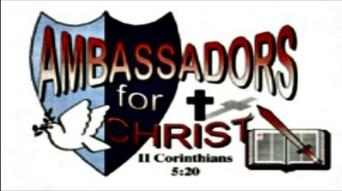 AMBASSADORS
for
CHRIST
II Corinthians
5:20